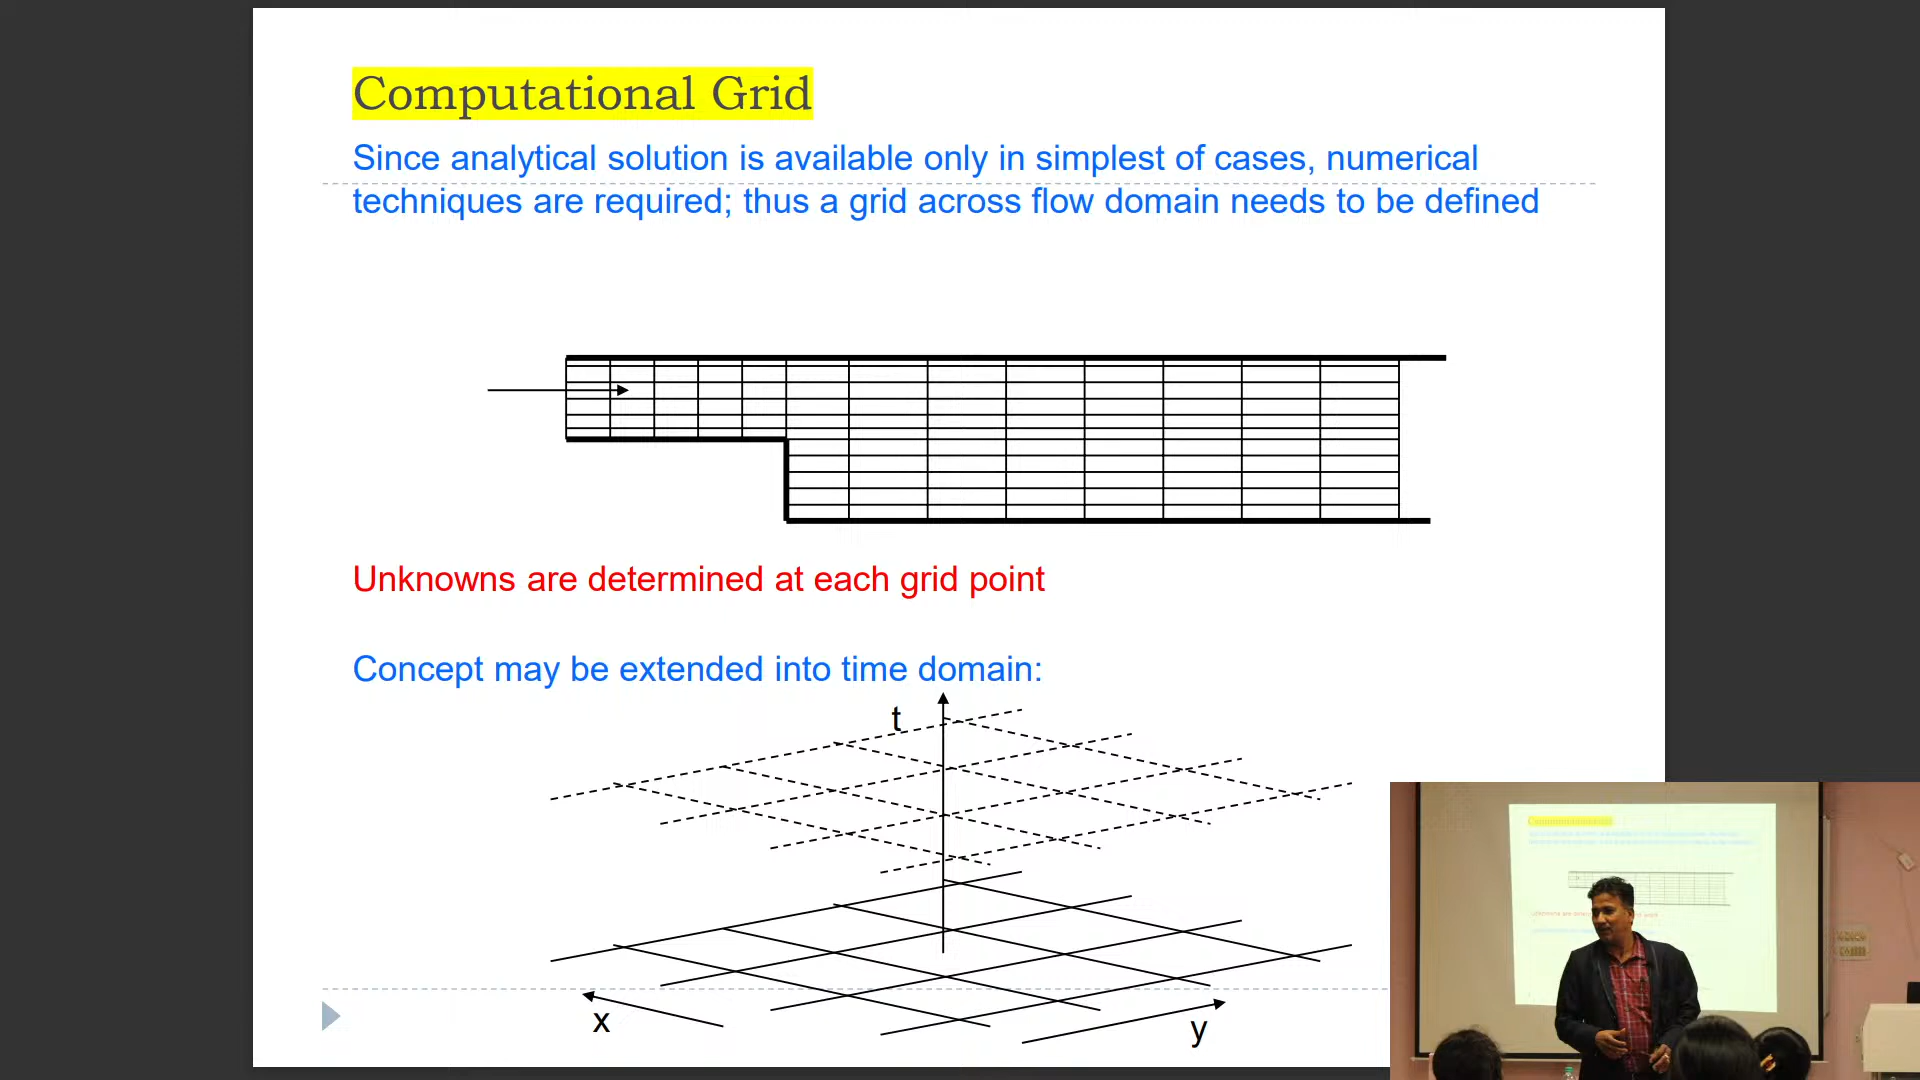 Computational Grid
Since analytical solution is available only in simplest of cases, numerical
techniques are required; thus a grid across flow domain needs to be defined
Unknowns are determined at each grid point
Concept may be extended into time domain:
t
x
y